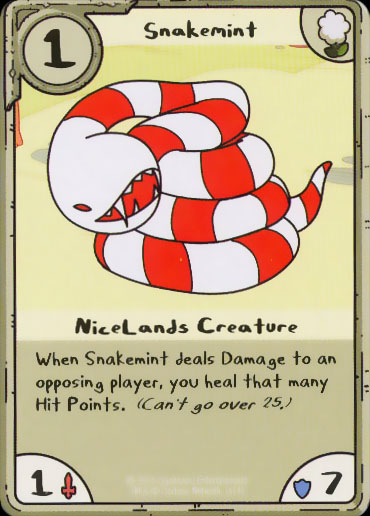 1
Snakemint
NiceLands Creature
When Snakemint deals Damage to an
opposing player, you heal that many
Hit Points. (Can't go over 25.)
1
7